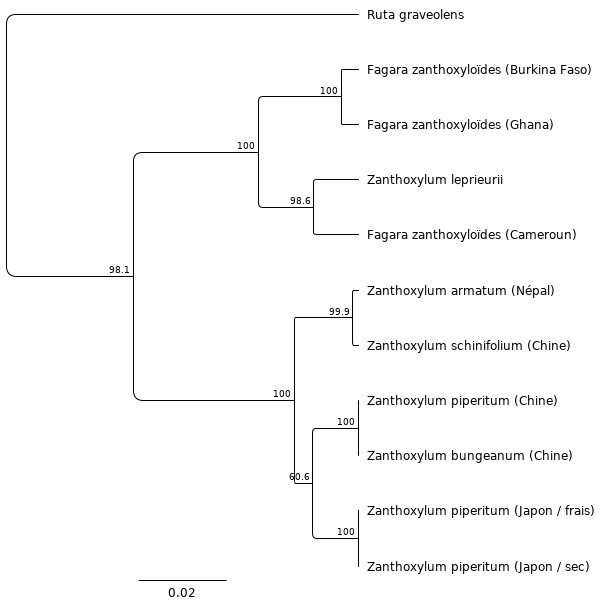 Ruta graveolens
Fagara zanthoxyloïdes (Burkina Faso)
100
Fagara zanthoxyloïdes (Ghana)
100
Zanthoxylum leprieurii
98.6
Fagara zanthoxyloïdes (Cameroun)
98.1
Zanthoxylum armatum (Népal)
99.9
Zanthoxylum schinifolium (Chine)
100
Zanthoxylum piperitum (Chine)
100
Zanthoxylum bungeanum (Chine)
60.6
Zanthoxylum piperitum (Japon / frais)
100
Zanthoxylum piperitum (Japon / sec)
0.02